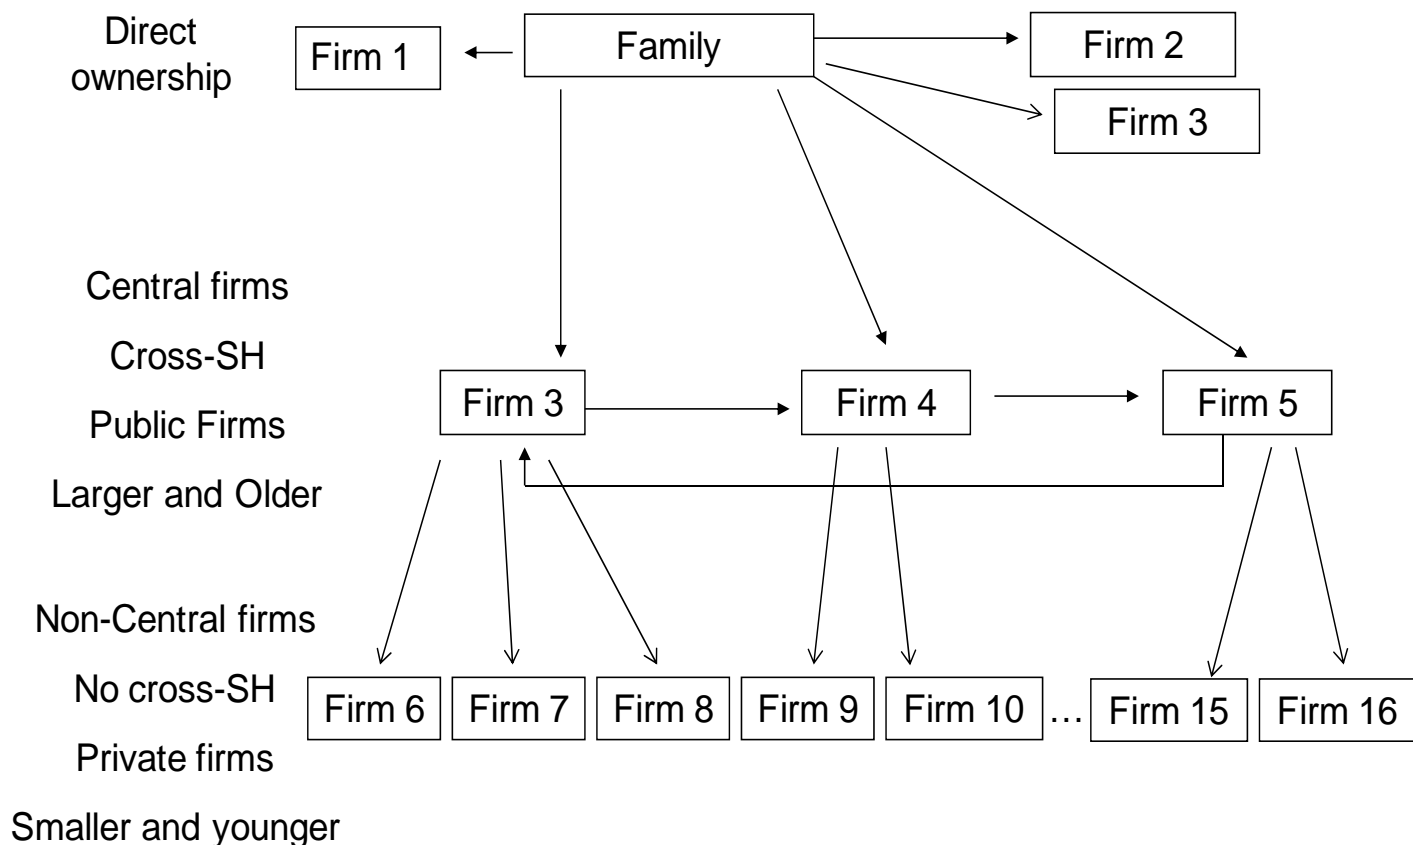 Direct
ownership
Firm 1
Family
Firm 2
Firm 3
Central firms
Cross-SH
Public Firms
Larger and Older
Firm 3
Firm 4
Firm 5
Non-Central firms
No cross-SH
Private firms
Smaller and younger
Firm 6
Firm 7
Firm 8
Firm 9
Firm 10
...
Firm 15
Firm 16